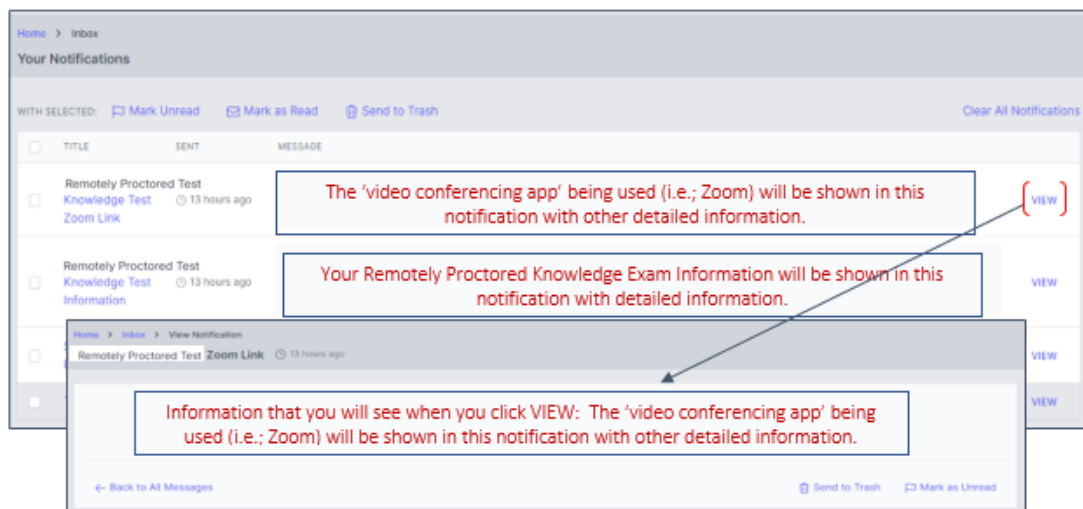 Home > Inbox
Your Notifications
WITH SELECTED: Mark Unread Mark as Read Send to Trash Clear All Notifications
TITLE SENT MESSAGE
Remotely Proctored Test
Knowledge Test 13 hours ago
Zoom Link
The 'video conferencing app' being used (i.e.; Zoom) will be shown in this
notification with other detailed information.
VIEW
Remotely Proctored Test
Knowledge Test 13 hours ago
Information
Your Remotely Proctored Knowledge Exam Information will be shown in this
notification with detailed information.
VIEW
VIEW
VIEW
Home > Inbox > View Notification
Remotely Proctored Test Zoom Link 13 hours ago
Information that you will see when you click VIEW: The 'video conferencing app' being
used (i.e.; Zoom) will be shown in this notification with other detailed information.
← Back to All Messages Send to Trash Mark as Unread